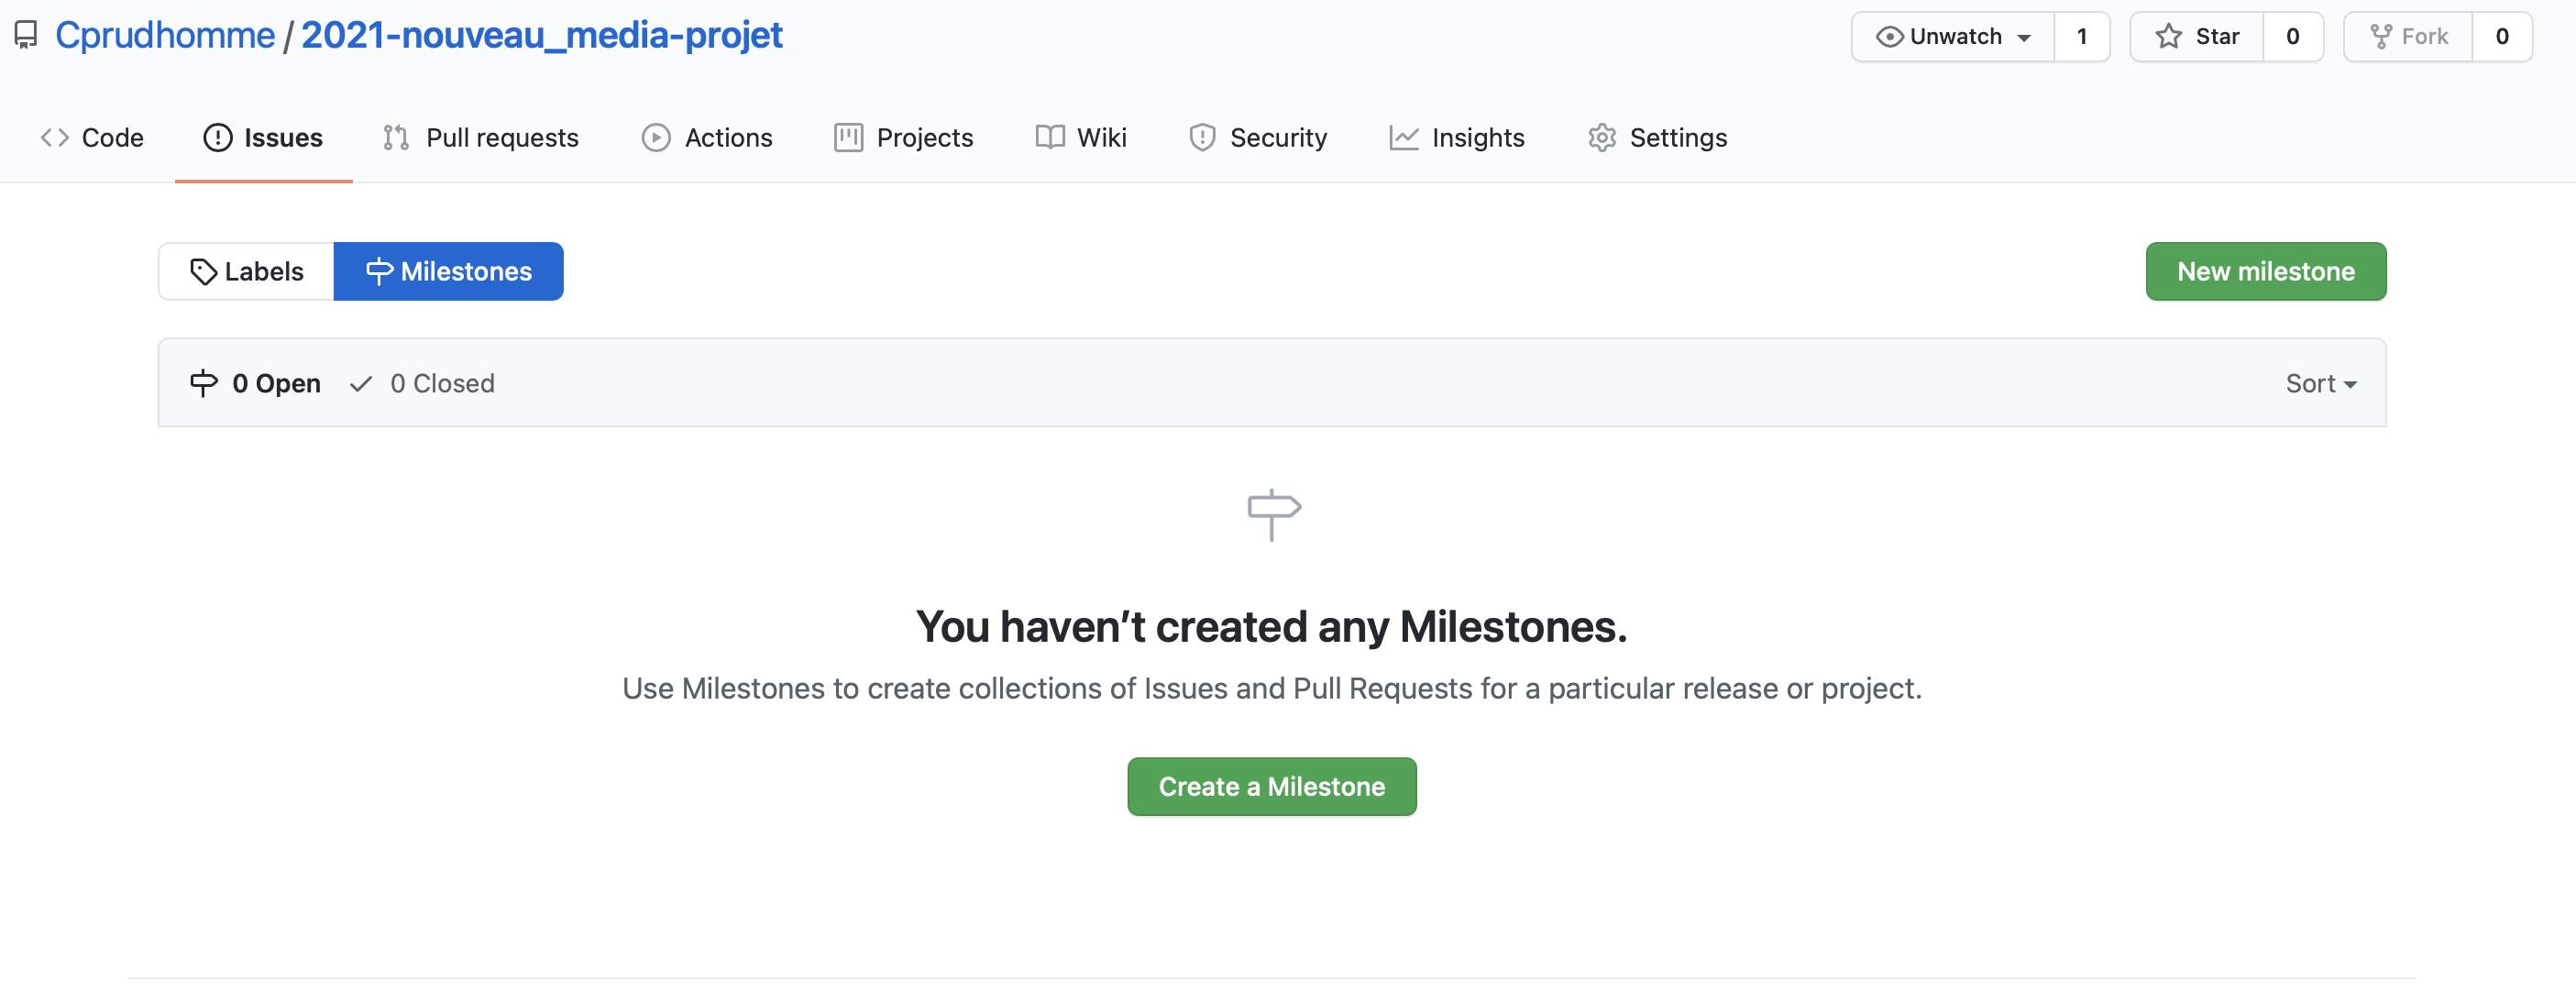 Cprudhomme / 2021-nouveau_media-projet
Unwatch 1 Star 0 Fork 0
Code Issues Pull requests Actions Projects Wiki Security Insights Settings
Labels Milestones New milestone
0 Open 0 Closed Sort
You haven’t created any Milestones.
Use Milestones to create collections of Issues and Pull Requests for a particular release or project.
Create a Milestone